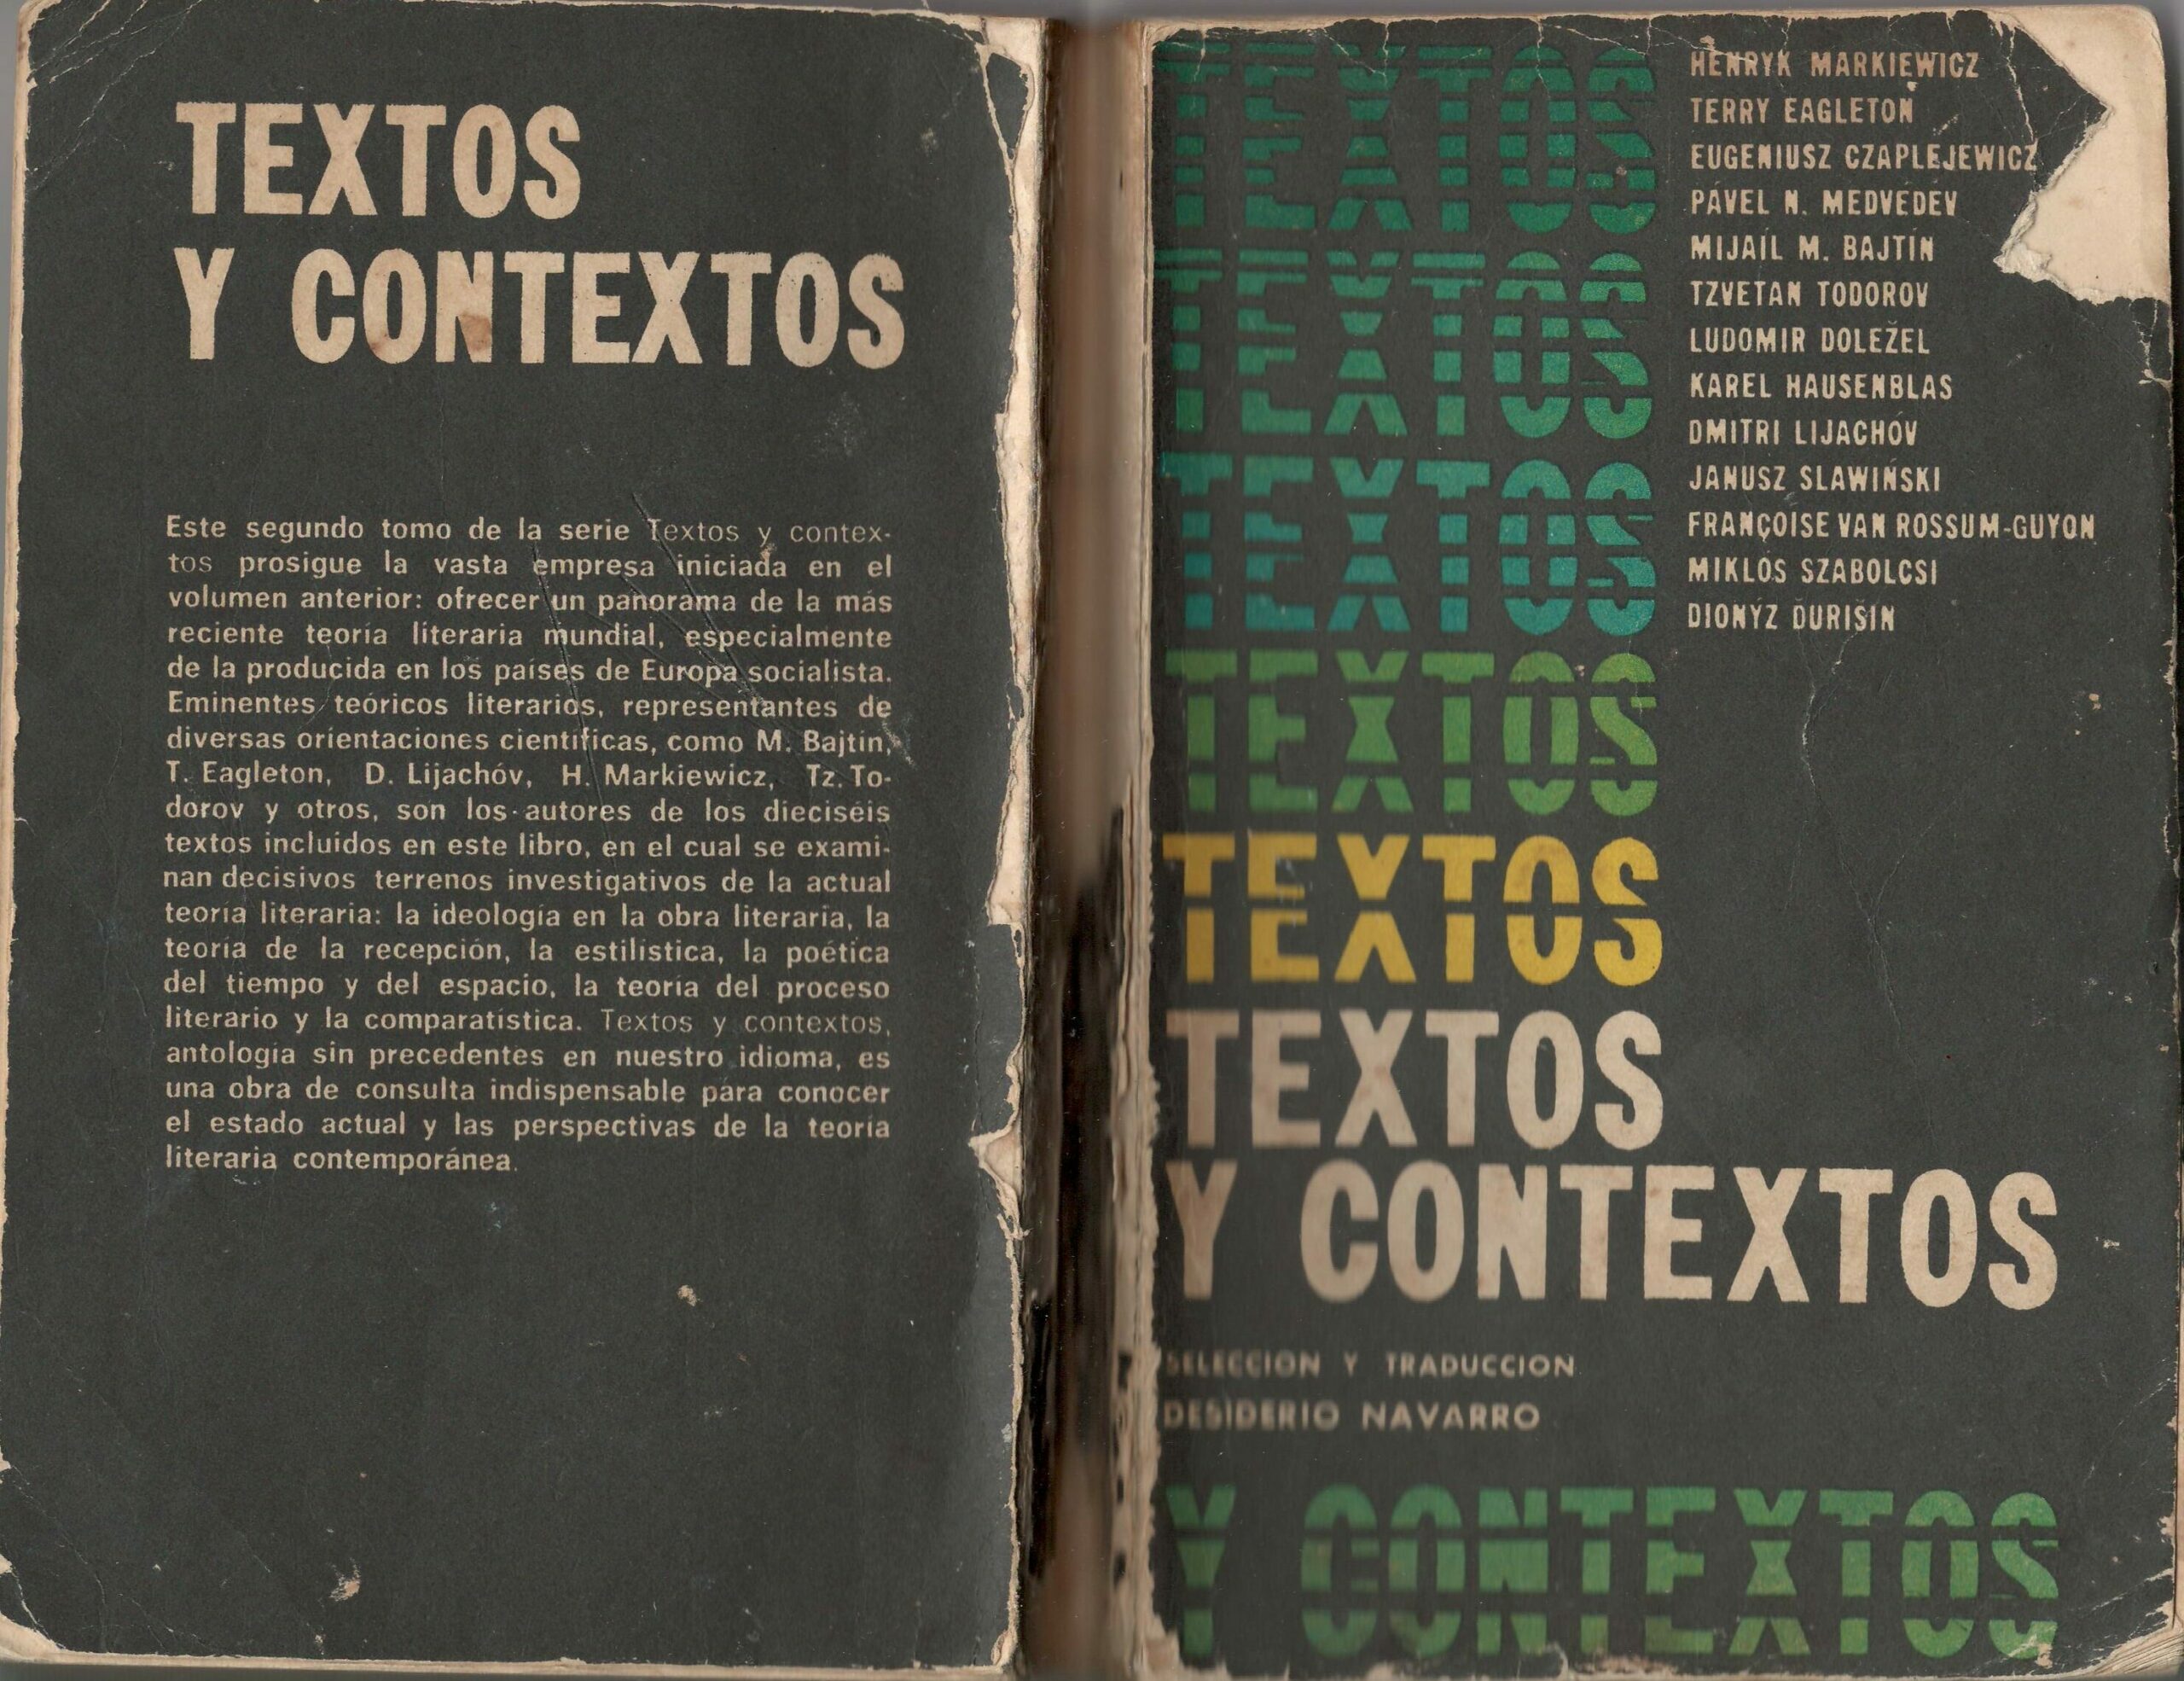 TEXTOS
Y CONTEXTOS
Este segundo tomo de la serie Textos y contex-
tos prosigue la vasta empresa iniciada en el
volumen anterior: ofrecer un panorama de la más
reciente teoría literaria mundial, especialmente
de la producida en los países de Europa socialista.
Eminentes teóricos literarios, representantes de
diversas orientaciones científicas, como M. Bajtín,
T. Eagleton, D. Lijachóv, H. Markiewicz, Tz. To-
dorov y otros, son los autores de los dieciséis
textos incluidos en este libro, en el cual se exami-
nan decisivos terrenos investigativos de la actual
teoría literaria: la ideología en la obra literaria, la
teoría de la recepción, la estilística, la poética
del tiempo y del espacio, la teoría del proceso
literario y la comparatística. Textos y contextos,
antología sin precedentes en nuestro idioma, es
una obra de consulta indispensable para conocer
el estado actual y las perspectivas de la teoría
literaria contemporánea.
TEXTOS
TEXTOS
TEXTOS
TEXTOS
TEXTOS
HENRYK MARKIEWICZ
TERRY EAGLETON
EUGENIUSZ CZAPLEJEWICZ
PÁVEL N. MEDVÉDEV
MIJAÍL M. BAJTÍN
TZVETAN TODOROV
LUDOMIR DOLEŽEL
KAREL HAUSENBLAS
DMITRI LIJACHÓV
JANUSZ SLAWIŃSKI
FRANÇOISE VAN ROSSUM-GUYON
MIKLÓS SZABOLCSI
DIONÝZ ĎURIŠIN
TEXTOS
Y CONTEXTOS
SELECCION Y TRADUCCION
DESIDERIO NAVARRO
Y CONTEXTOS